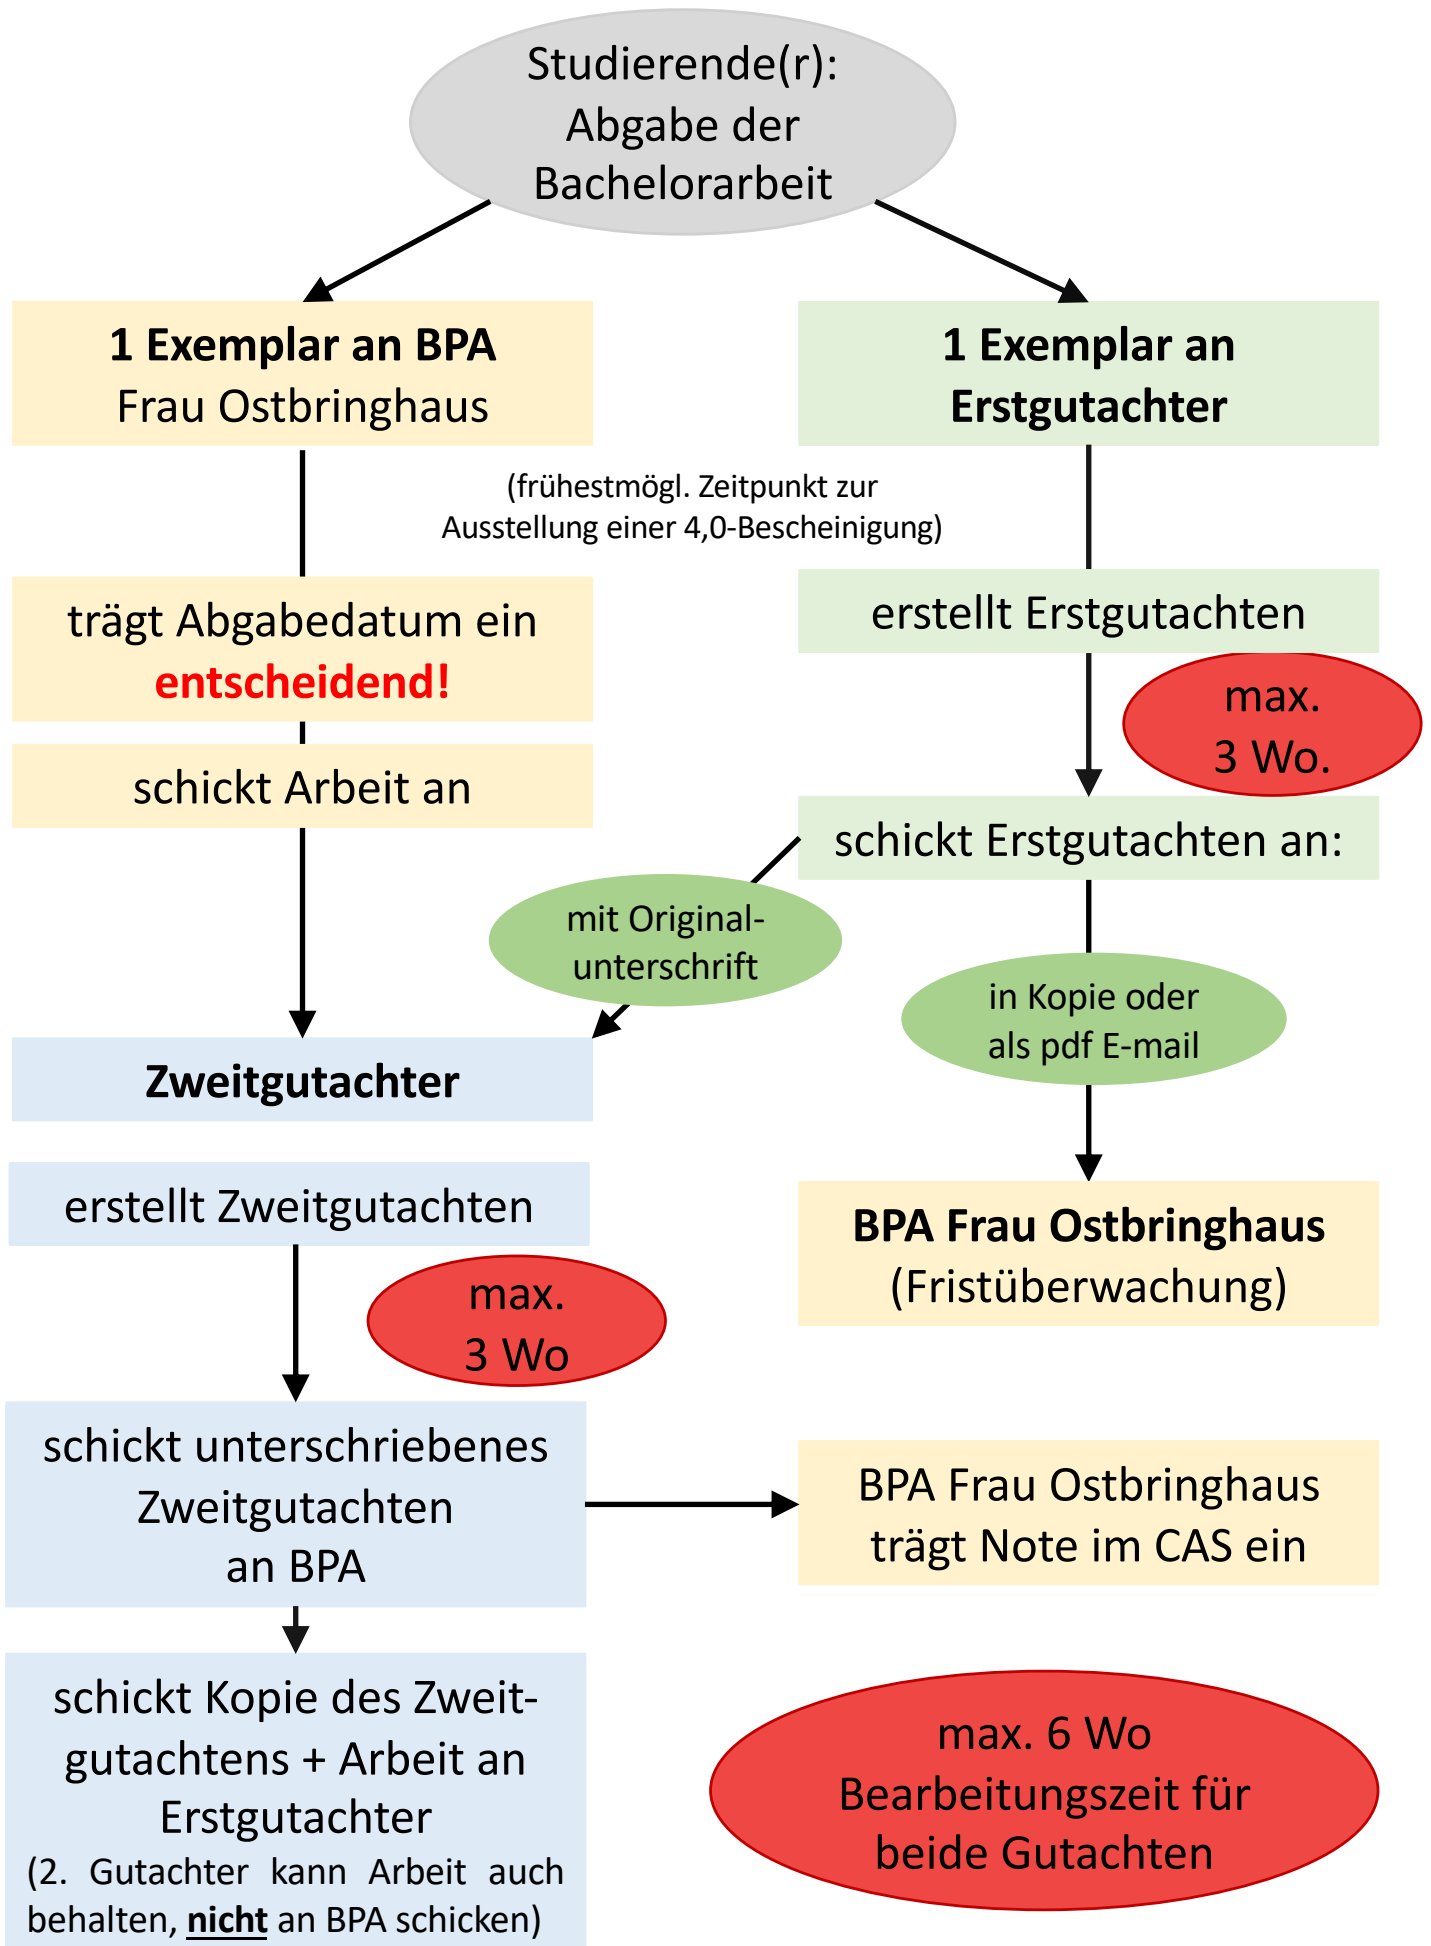 Studierende(r):
Abgabe der
Bachelorarbeit
1 Exemplar an BPA
Frau Ostbringhaus
1 Exemplar an
Erstgutachter
(frühestmögl. Zeitpunkt zur
Ausstellung einer 4,0-Bescheinigung)
trägt Abgabedatum ein
entscheidend!
erstellt Erstgutachten
max.
3 Wo.
schickt Arbeit an
schickt Erstgutachten an:
mit Original-
unterschrift
in Kopie oder
als pdf E-mail
Zweitgutachter
erstellt Zweitgutachten
BPA Frau Ostbringhaus
(Fristüberwachung)
max.
3 Wo
schickt unterschriebenes
Zweitgutachten
an BPA
BPA Frau Ostbringhaus
trägt Note im CAS ein
schickt Kopie des Zweit-
gutachtens + Arbeit an
Erstgutachter
(2. Gutachter kann Arbeit auch
behalten, nicht an BPA schicken)
max. 6 Wo
Bearbeitungszeit für
beide Gutachten